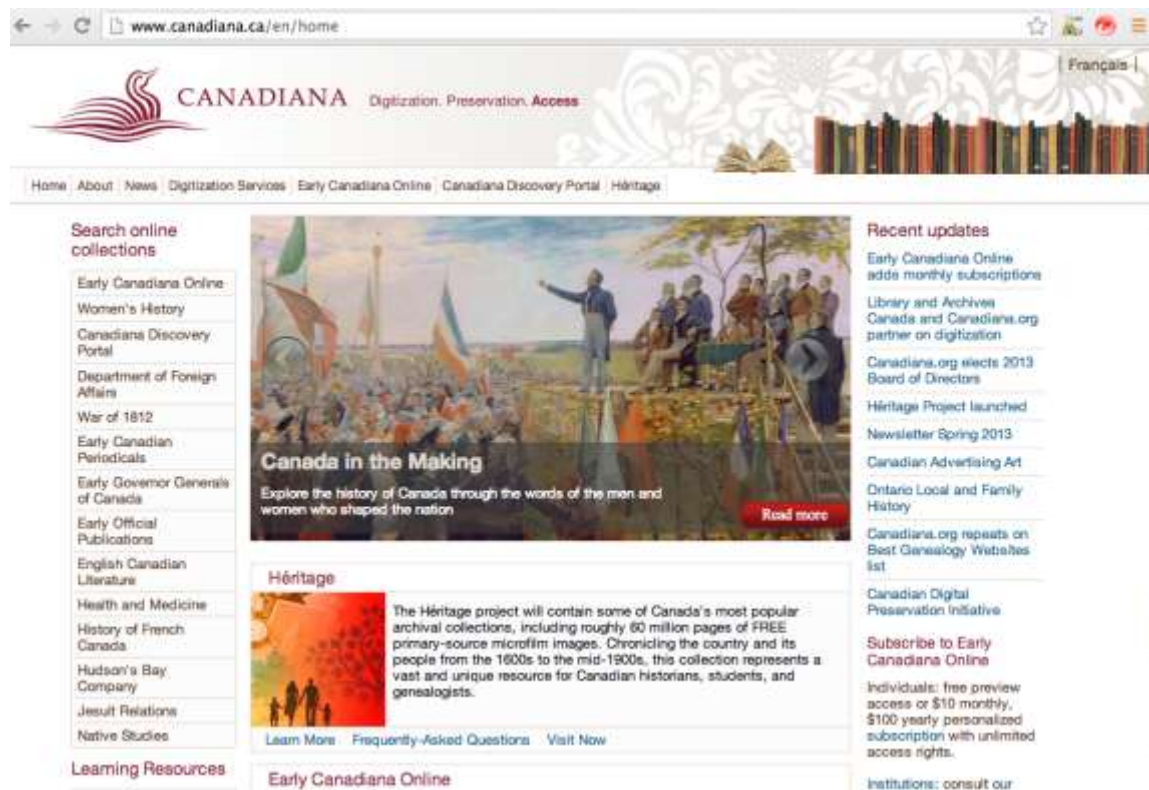 www.canadiana.ca/en/home
| Français |
CANADIANA Digitization. Preservation. Access
Home About News Digitization Services Early Canadiana Online Canadiana Discovery Portal Héritage
Search online
collections
Early Canadiana Online
Women's History
Canadiana Discovery
Portal
Department of Foreign
Affairs
War of 1812
Early Canadian
Periodicals
Early Governor Generals
of Canada
Early Official
Publications
English Canadian
Literature
Health and Medicine
History of French
Canada
Hudson's Bay
Company
Jesuit Relations
Native Studies
Learning Resources
Canada in the Making
Explore the history of Canada through the words of the men and
women who shaped the nation
Read more
Héritage
The Héritage project will contain some of Canada's most popular
archival collections, including roughly 60 million pages of FREE
primary-source microfilm images. Chronicling the country and its
people from the 1600s to the mid-1900s, this collection represents a
vast and unique resource for Canadian historians, students, and
genealogists.
Learn More Frequently-Asked Questions Visit Now
Early Canadiana Online
Recent updates
Early Canadiana Online
adds monthly subscriptions
Library and Archives
Canada and Canadiana.org
partner on digitization
Canadiana.org elects 2013
Board of Directors
Héritage Project launched
Newsletter Spring 2013
Canadian Advertising Art
Ontario Local and Family
History
Canadiana.org repeats on
Best Genealogy Websites
list
Canadian Digital
Preservation Initiative
Subscribe to Early
Canadiana Online
Individuals: free preview
access or $10 monthly,
$100 yearly personalized
subscription with unlimited
access rights.
Institutions: consult our